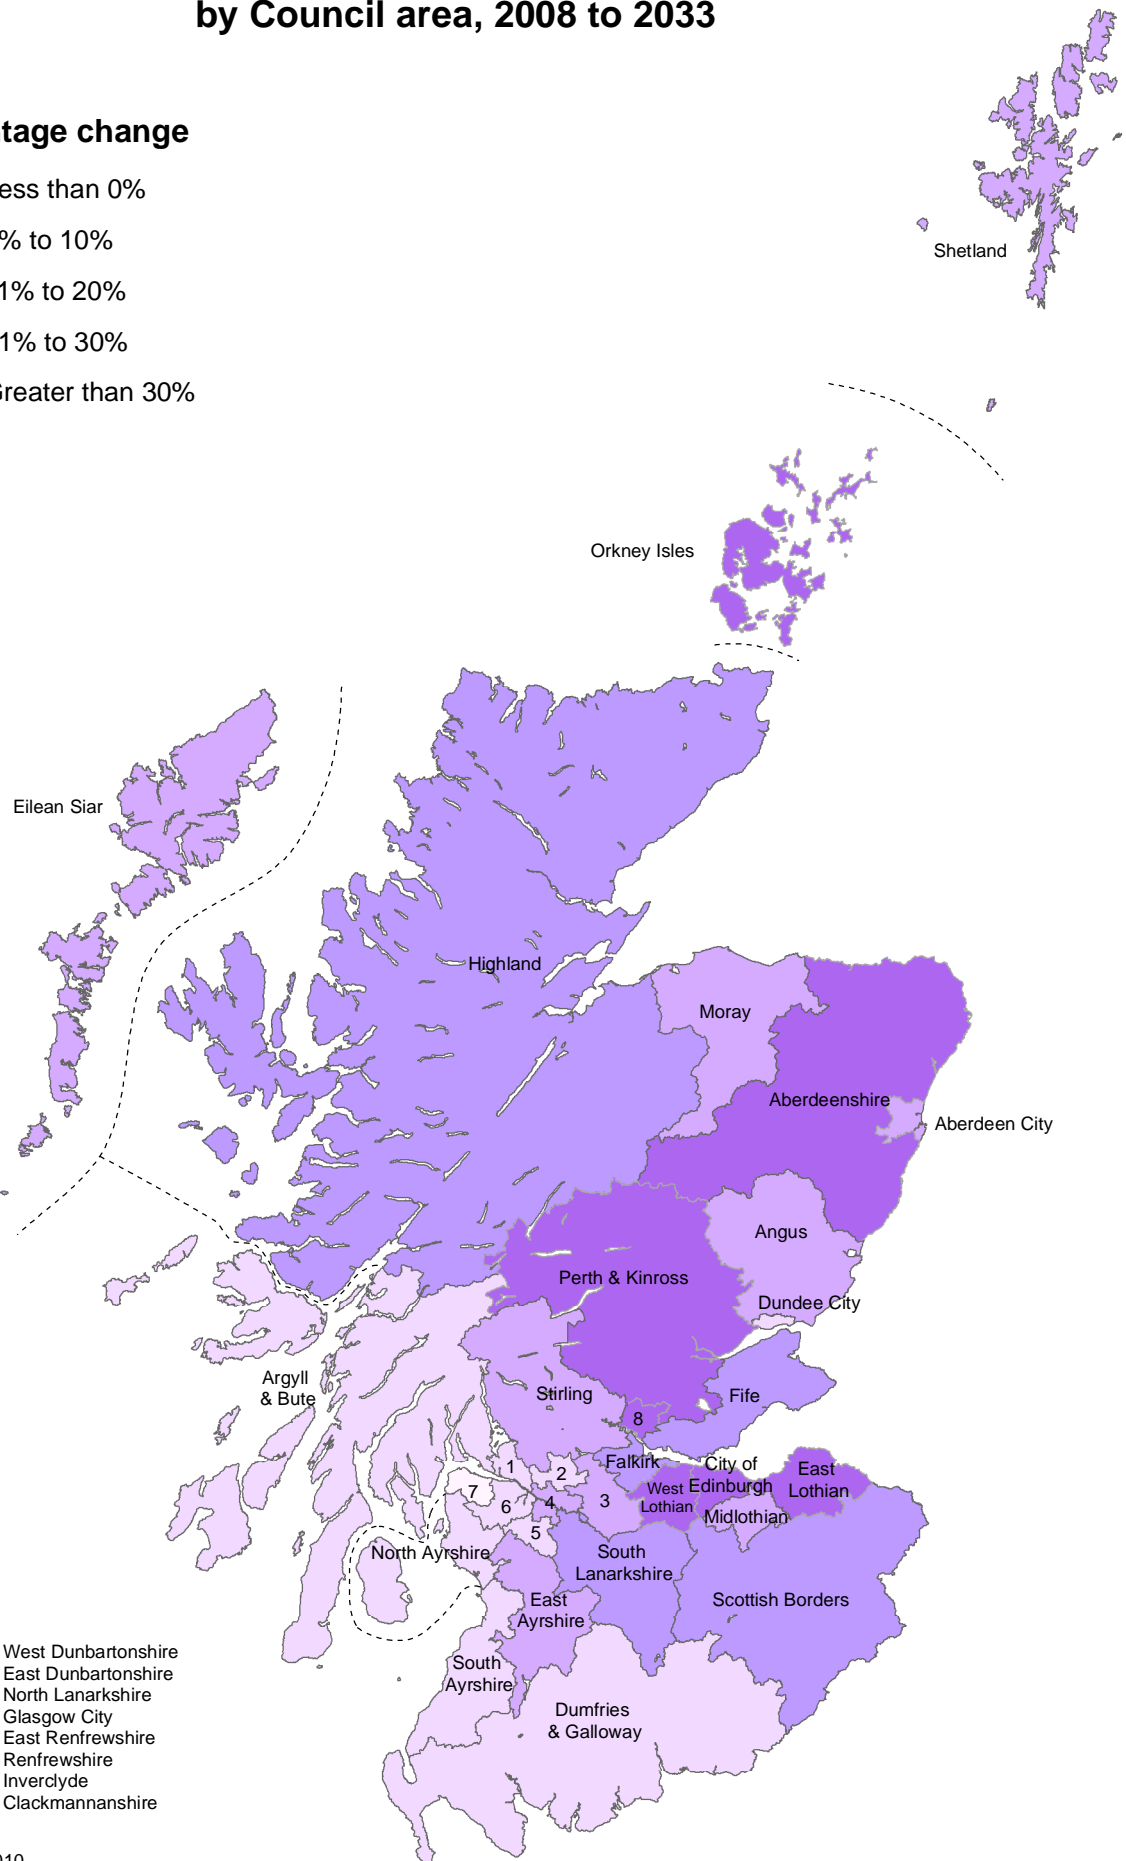 by Council area, 2008 to 2033
tage change
ess than 0%
% to 10%
1% to 20%
1% to 30%
Greater than 30%
Shetland
Orkney Isles
Eilean Siar
Highland
Moray
Aberdeenshire
Aberdeen City
Angus
Perth & Kinross
Dundee City
Argyll
& Bute
Stirling
Fife
8
Falkirk
City of
Edinburgh
East
Lothian
1
2
West
Lothian
7
6
4
3
Midlothian
5
North Ayrshire
South
Lanarkshire
East
Ayrshire
Scottish Borders
South
Ayrshire
Dumfries
& Galloway
West Dunbartonshire
East Dunbartonshire
North Lanarkshire
Glasgow City
East Renfrewshire
Renfrewshire
Inverclyde
Clackmannanshire